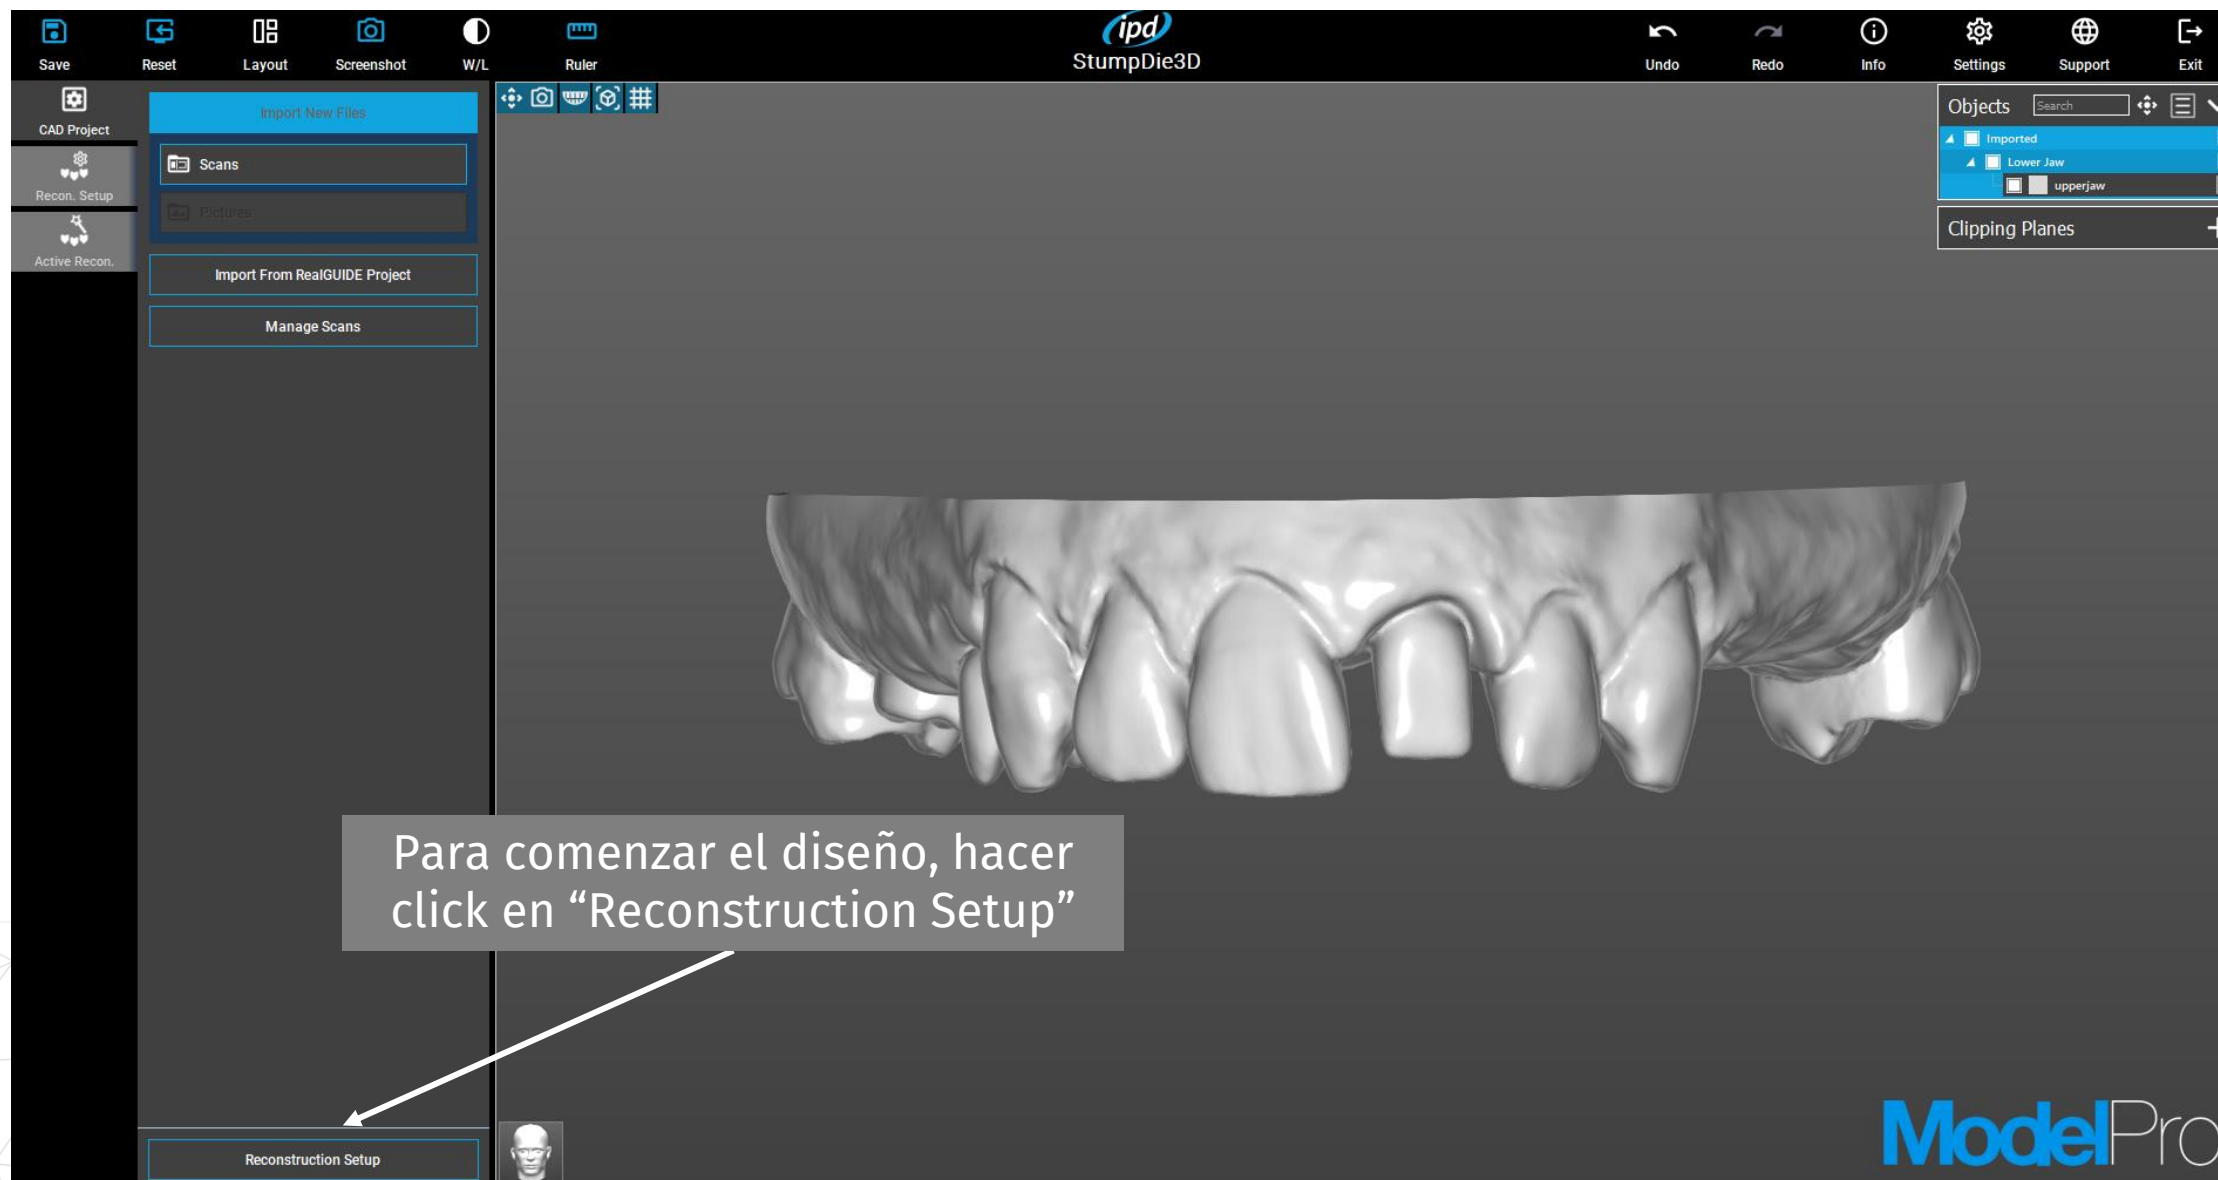 Save
Reset
Layout
Screenshot
W/L
Ruler
ipd
StumpDie3D
Undo
Redo
Info
Settings
Support
Exit
CAD Project
Recon. Setup
Active Recon.
Import New Files
Scans
Pictures
Import From RealGUIDE Project
Manage Scans
Objects
Search
Imported
Lower Jaw
upperjaw
Clipping Planes
Para comenzar el diseño, hacer
click en “Reconstruction Setup”
Reconstruction Setup
ModelPro